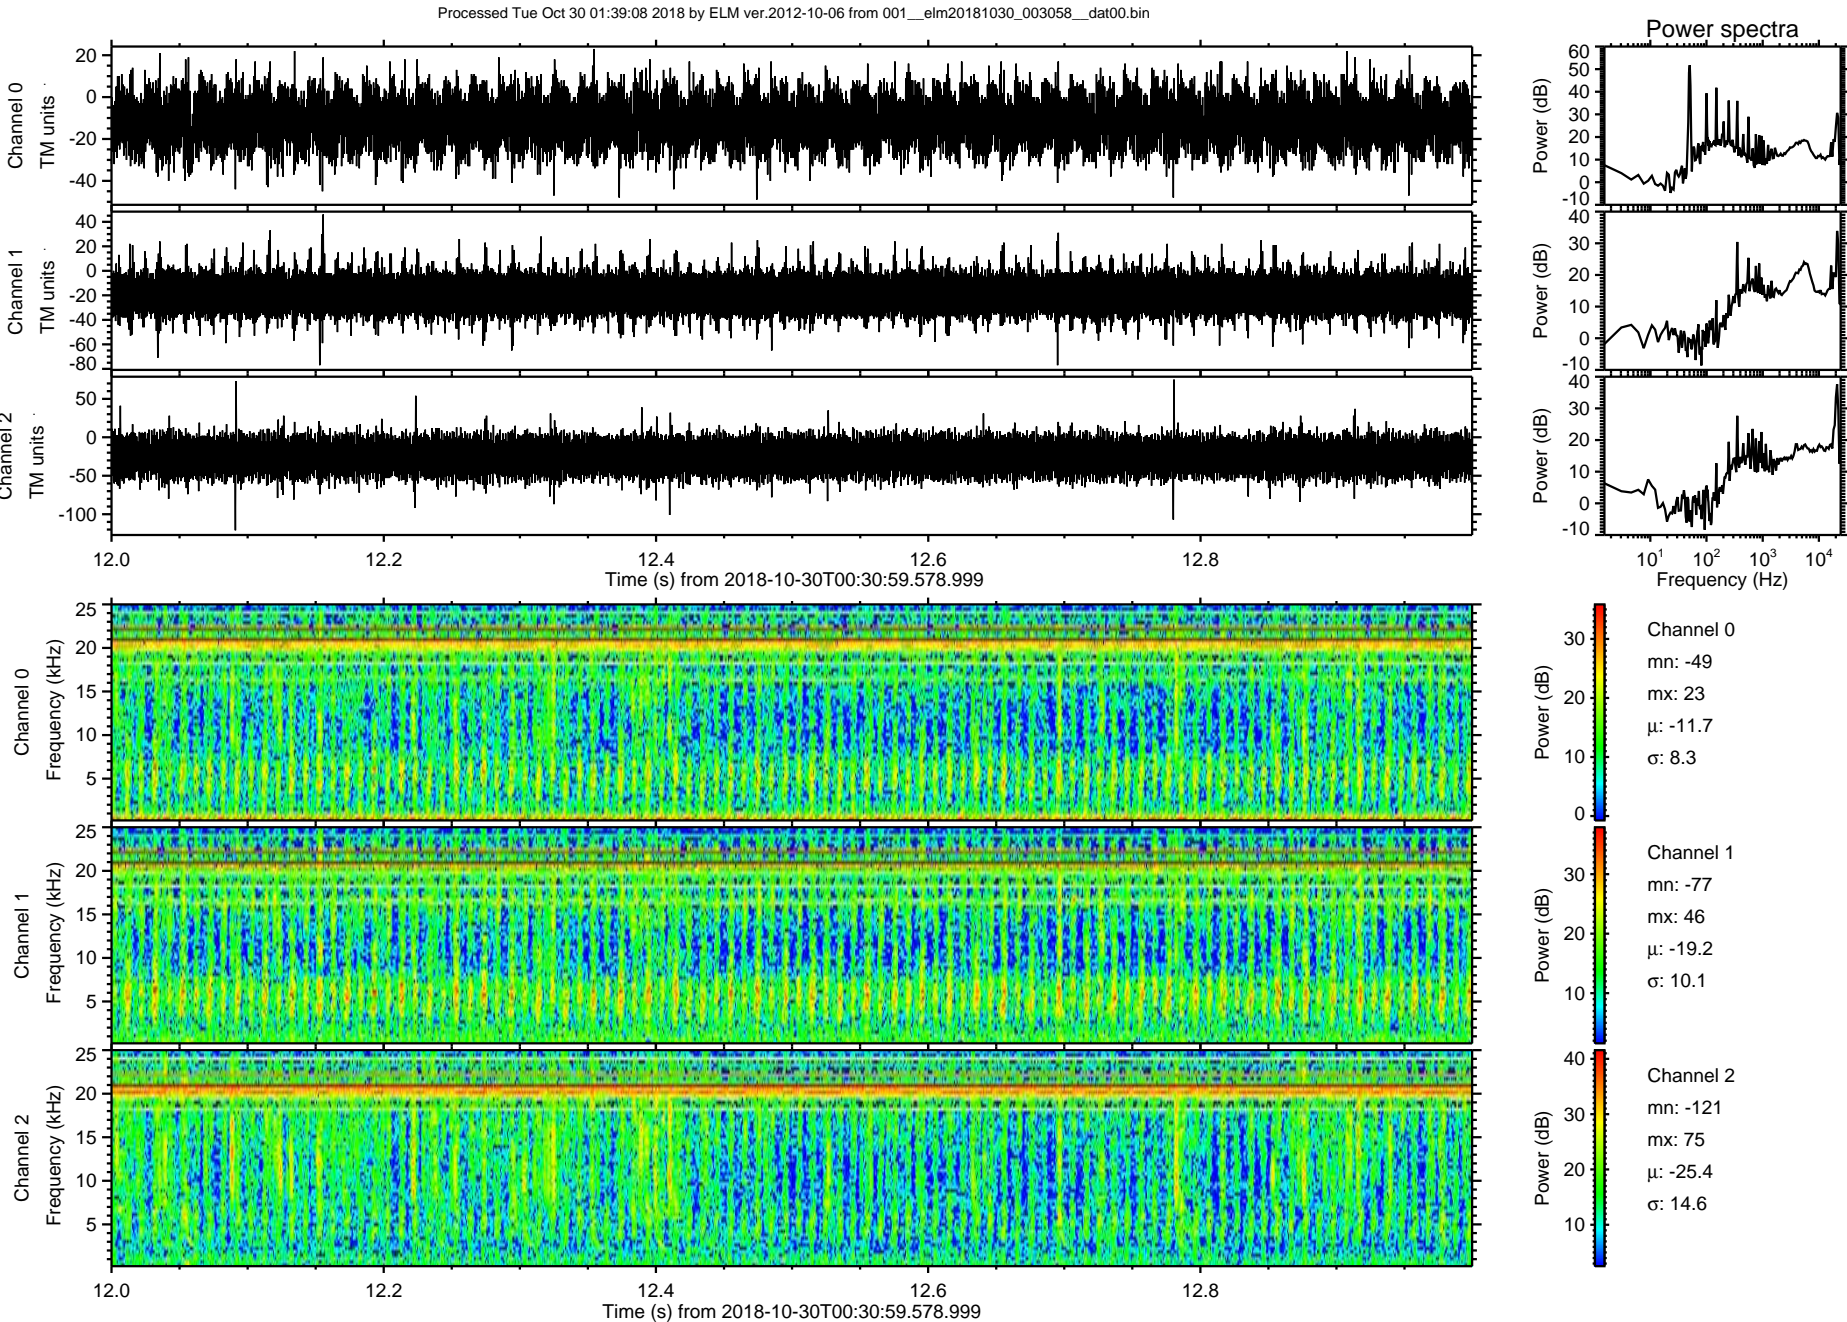 Processed Tue Oct 30 01:39:08 2018 by ELM ver.2012-10-06 from 001__elm20181030_003058__dat00.bin
Power spectra
Channel 0
TM units
20
0
-20
-40
Power (dB)
60
50
40
30
20
10
0
-10
Channel 1
TM units
40
20
0
-20
-40
-60
-80
Power (dB)
40
30
20
10
0
-10
Channel 2
TM units
50
0
-50
-100
Power (dB)
40
30
20
10
0
-10
12.0 12.2 12.4 12.6 12.8
Time (s) from 2018-10-30T00:30:59.578.999
10^1 10^2 10^3 10^4
Frequency (Hz)
Channel 0
Frequency (kHz)
25
20
15
10
5
Power (dB)
30
20
10
0
Channel 0
mn: -49
mx: 23
μ: -11.7
σ: 8.3
Channel 1
Frequency (kHz)
25
20
15
10
5
Power (dB)
30
20
10
Channel 1
mn: -77
mx: 46
μ: -19.2
σ: 10.1
Channel 2
Frequency (kHz)
25
20
15
10
5
Power (dB)
40
30
20
10
Channel 2
mn: -121
mx: 75
μ: -25.4
σ: 14.6
12.0 12.2 12.4 12.6 12.8
Time (s) from 2018-10-30T00:30:59.578.999